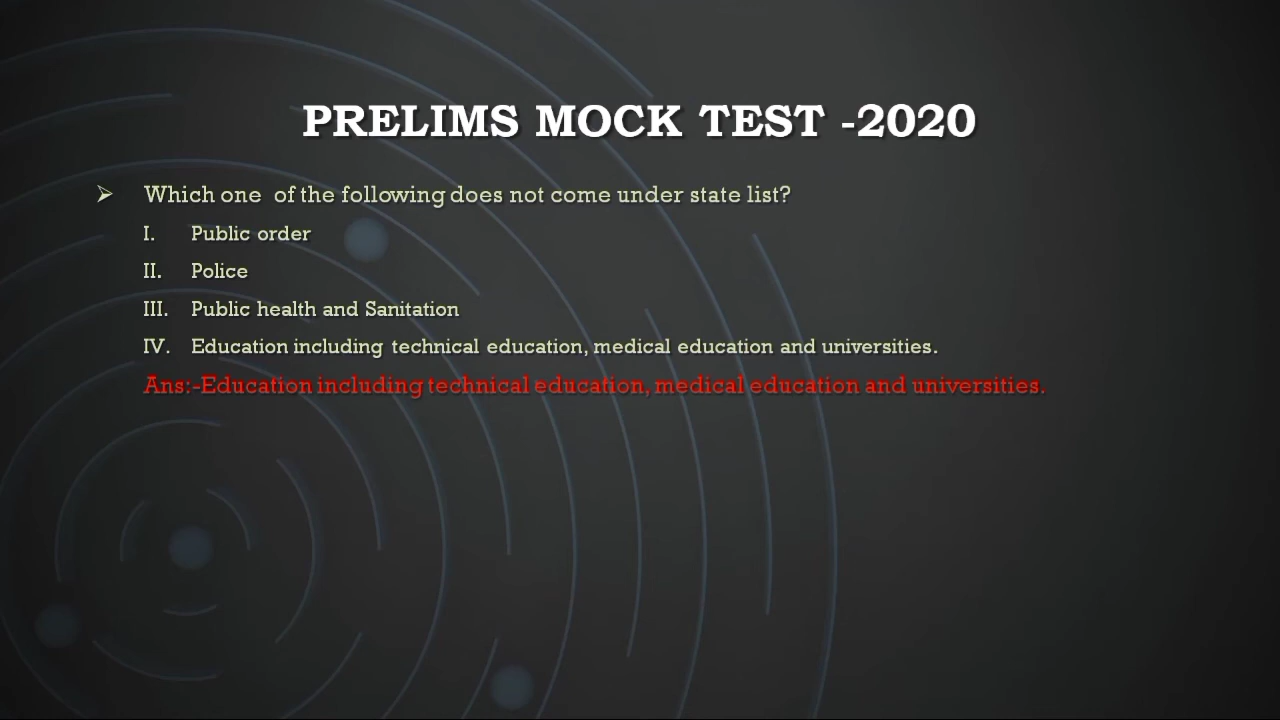 PRELIMS MOCK TEST -2020
➢ Which one of the following does not come under state list?
I. Public order
II. Police
III. Public health and Sanitation
IV. Education including technical education, medical education and universities.
Ans:-Education including technical education, medical education and universities.